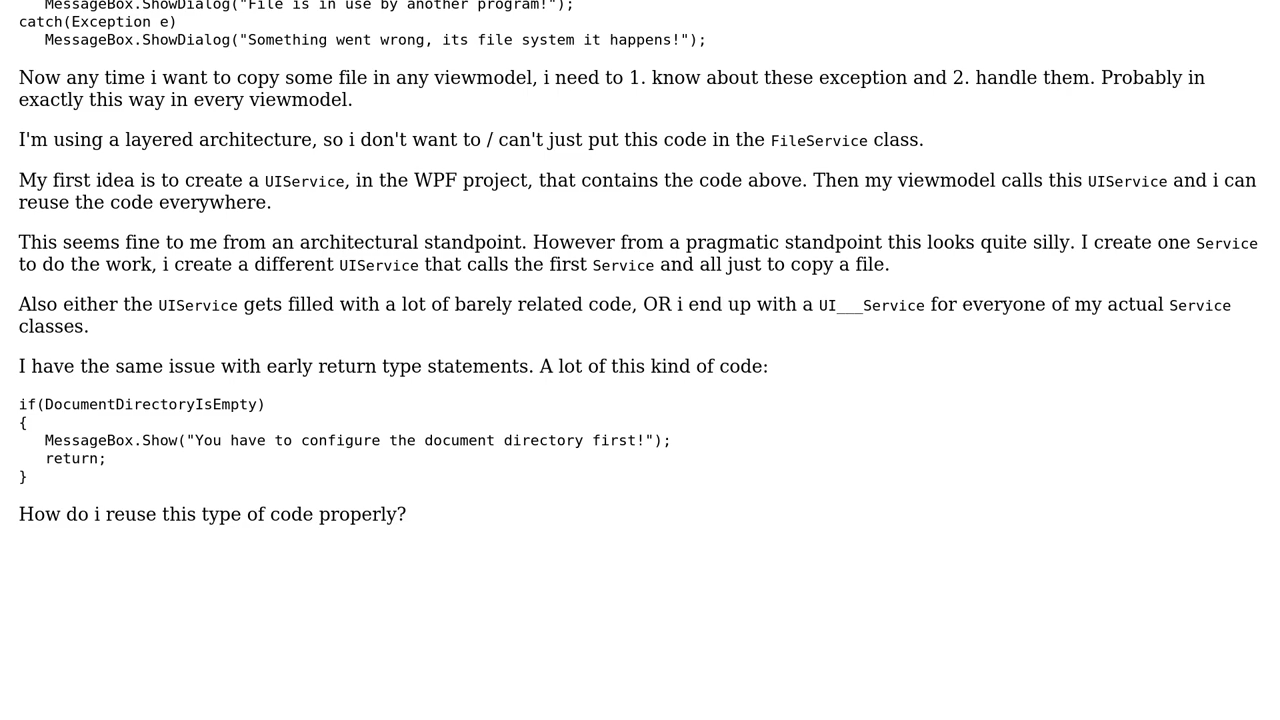 MessageBox.ShowDialog("File is in use by another program!");
catch(Exception e)
MessageBox.ShowDialog("Something went wrong, its file system it happens!");
Now any time i want to copy some file in any viewmodel, i need to 1. know about these exception and 2. handle them. Probably in
exactly this way in every viewmodel.
I'm using a layered architecture, so i don't want to / can't just put this code in the FileService class.
My first idea is to create a UIService, in the WPF project, that contains the code above. Then my viewmodel calls this UIService and i can
reuse the code everywhere.
This seems fine to me from an architectural standpoint. However from a pragmatic standpoint this looks quite silly. I create one Service
to do the work, i create a different UIService that calls the first Service and all just to copy a file.
Also either the UIService gets filled with a lot of barely related code, OR i end up with a UI___Service for everyone of my actual Service
classes.
I have the same issue with early return type statements. A lot of this kind of code:
if(DocumentDirectoryIsEmpty)
{
MessageBox.Show("You have to configure the document directory first!");
return;
}
How do i reuse this type of code properly?